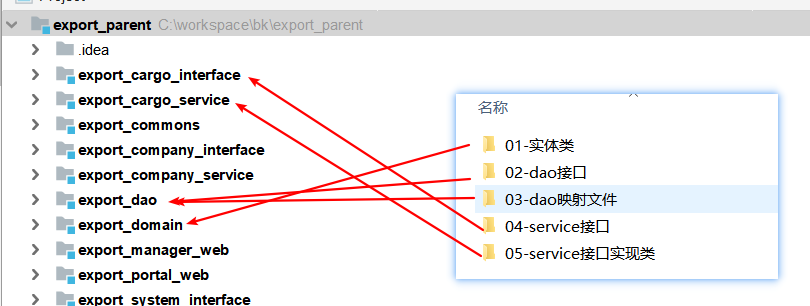 export_parent C:\workspace\bk\export_parent
.idea
export_cargo_interface
export_cargo_service
export_commons
export_company_interface
export_company_service
export_dao
export_domain
export_manager_web
export_portal_web
export_system_interface
名称
01-实体类
02-dao接口
03-dao映射文件
04-service接口
05-service接口实现类